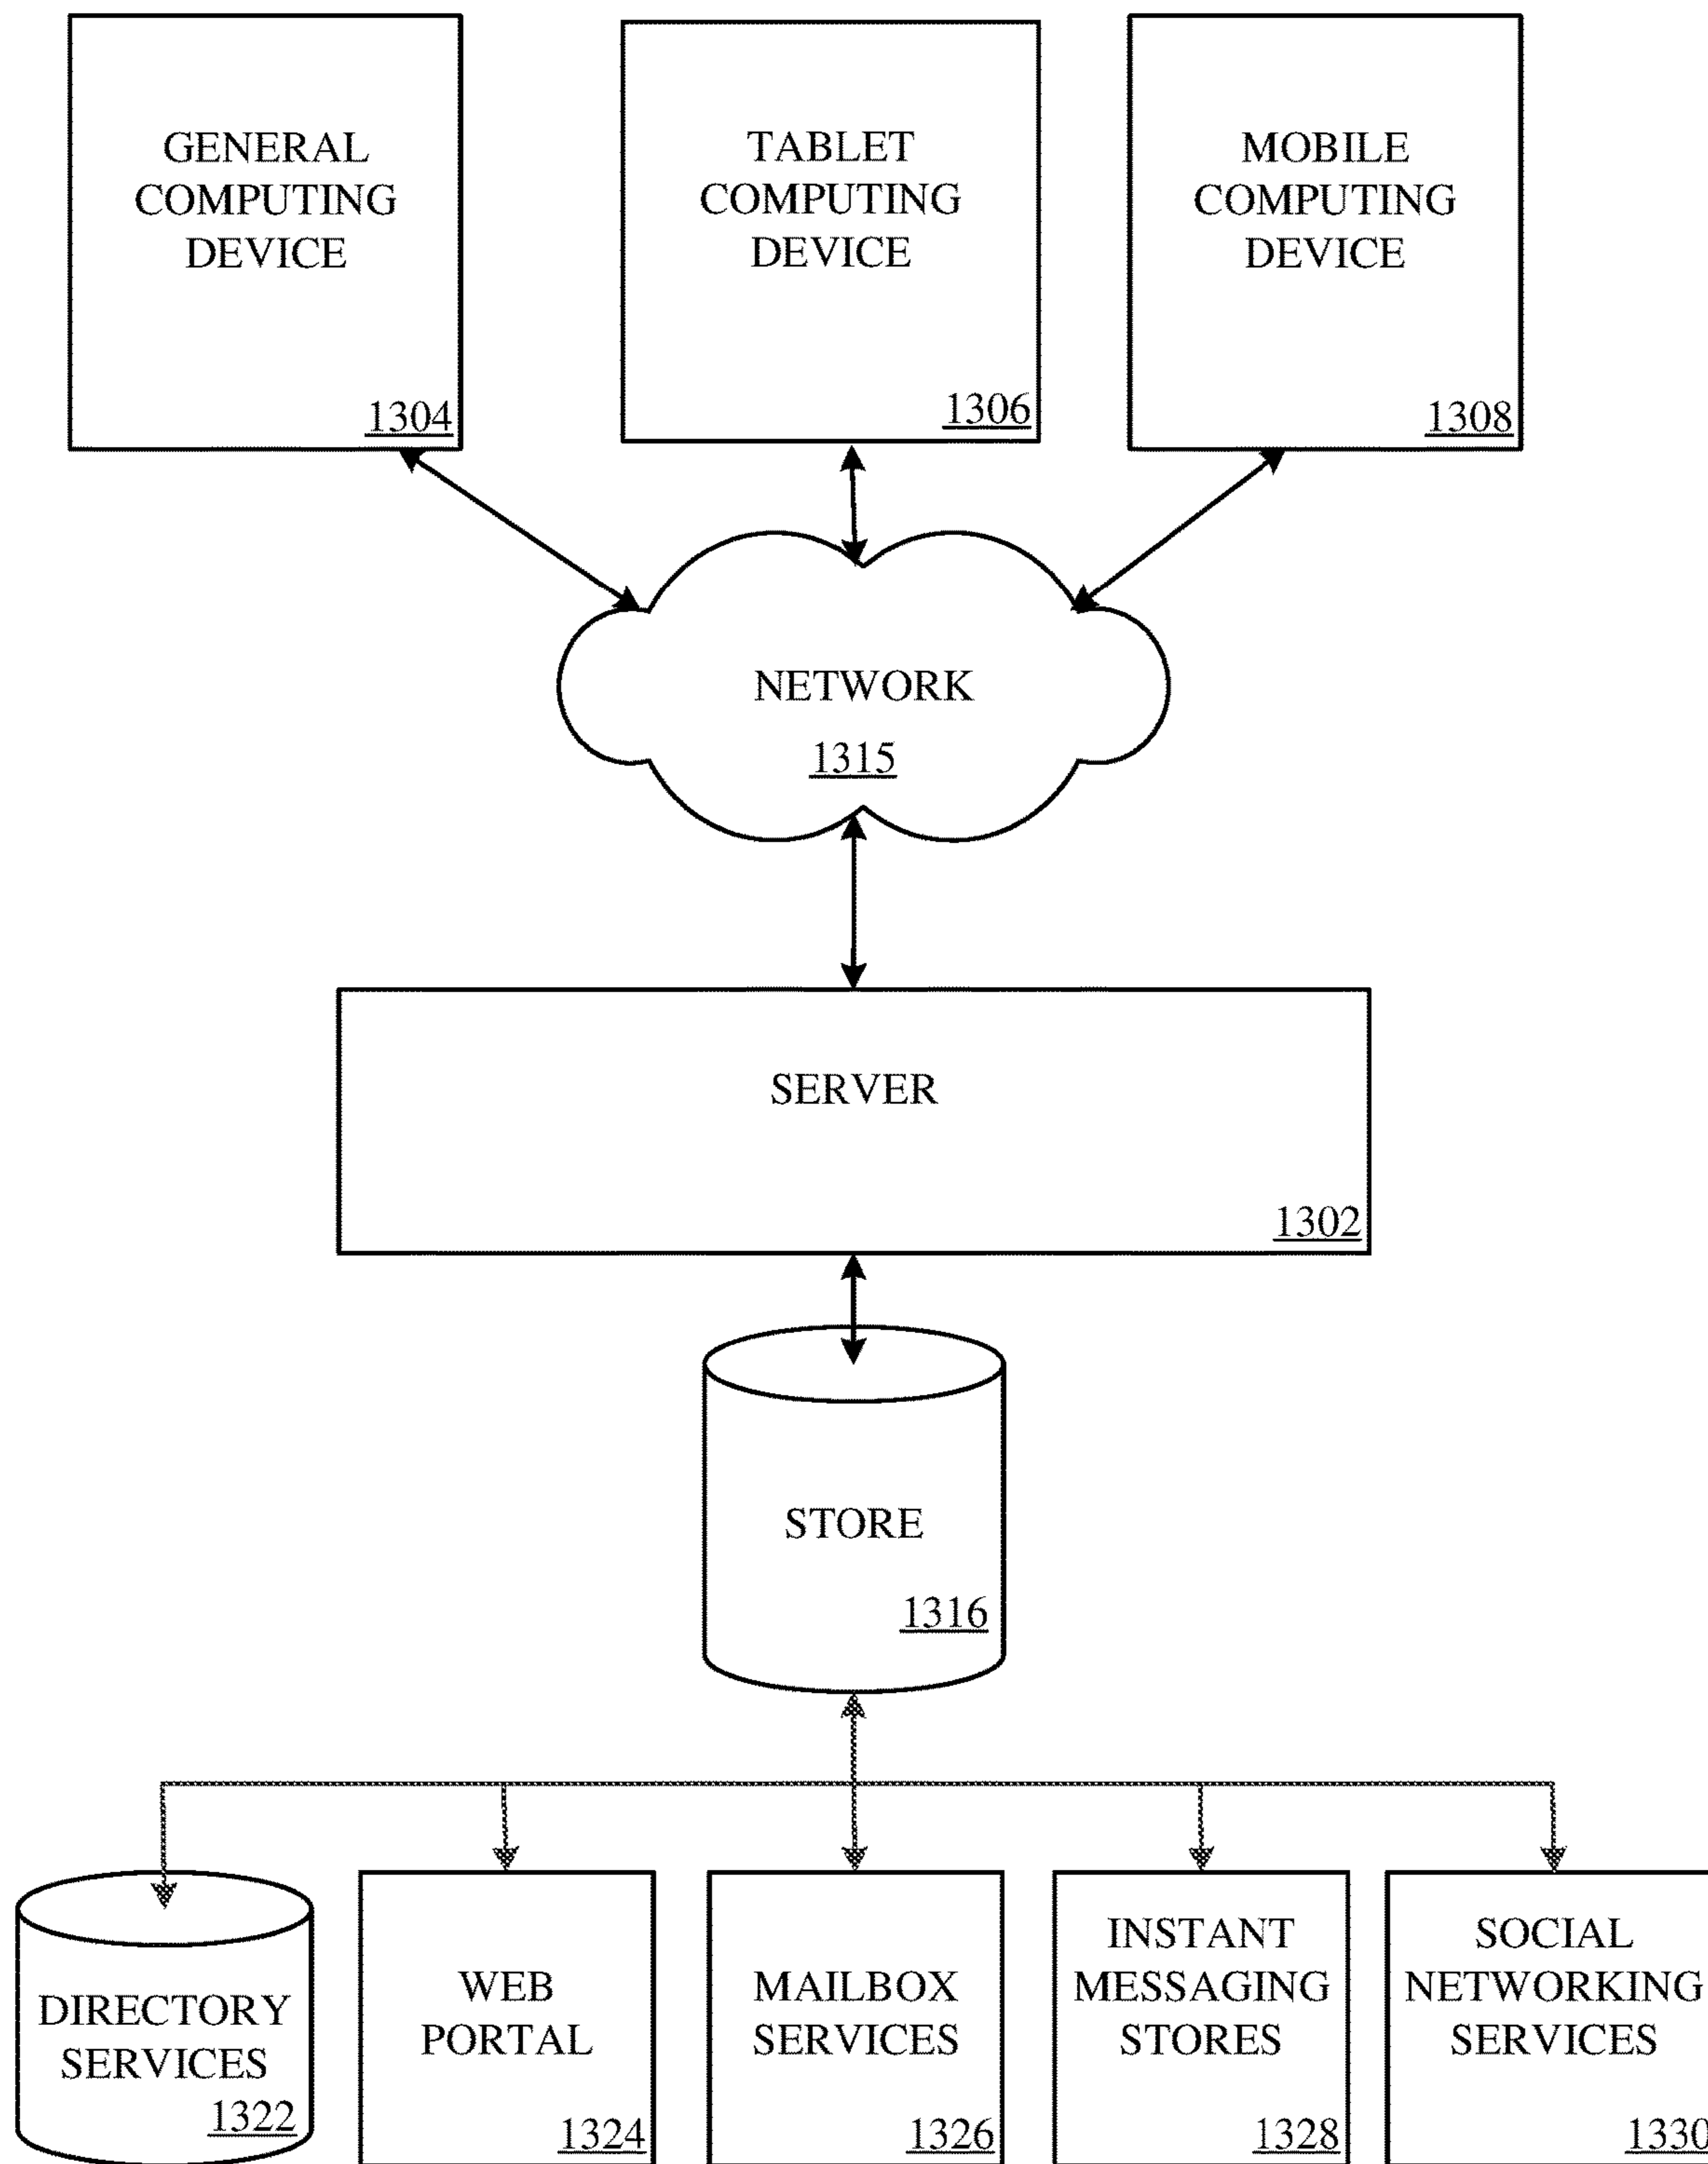 GENERAL
COMPUTING
DEVICE
1304
TABLET
COMPUTING
DEVICE
1306
MOBILE
COMPUTING
DEVICE
1308
NETWORK
1315
SERVER
1302
STORE
1316
DIRECTORY
SERVICES
1322
WEB
PORTAL
1324
MAILBOX
SERVICES
1326
INSTANT
MESSAGING
STORES
1328
SOCIAL
NETWORKING
SERVICES
1330